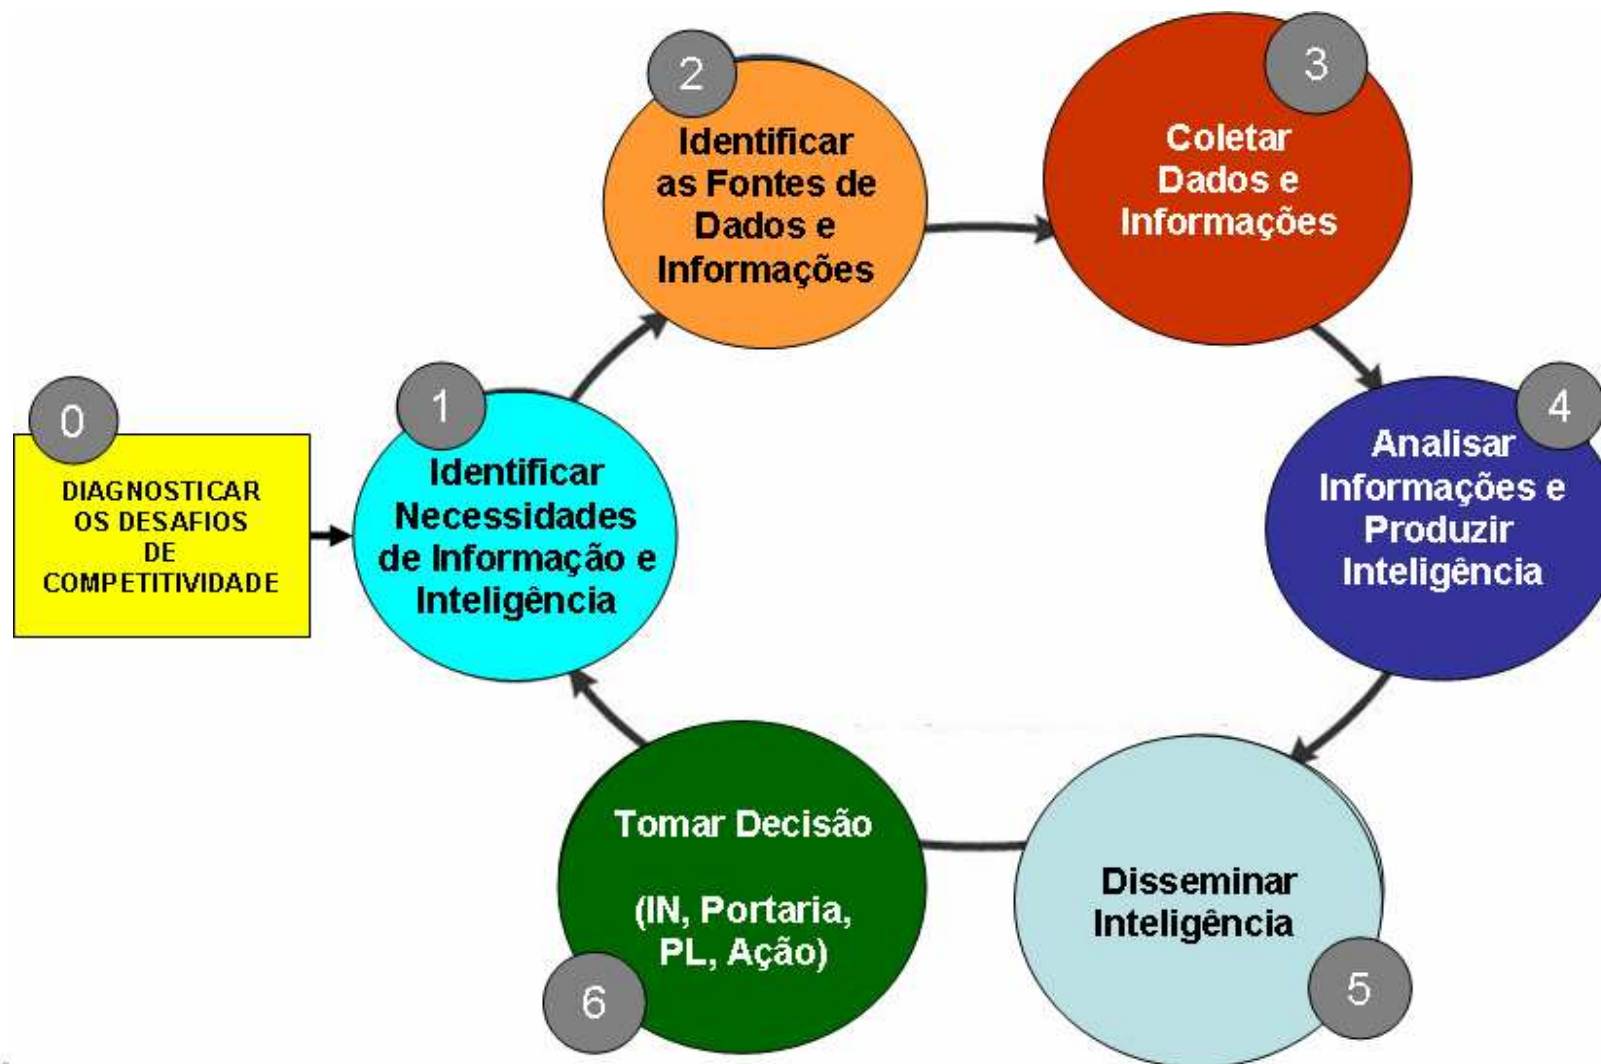 0
DIAGNOSTICAR
OS DESAFIOS
DE
COMPETITIVIDADE
1
Identificar
Necessidades
de Informação e
Inteligência
2
Identificar
as Fontes de
Dados e
Informações
3
Coletar
Dados e
Informações
4
Analisar
Informações e
Produzir
Inteligência
5
Disseminar
Inteligência
6
Tomar Decisão
(IN, Portaria,
PL, Ação)